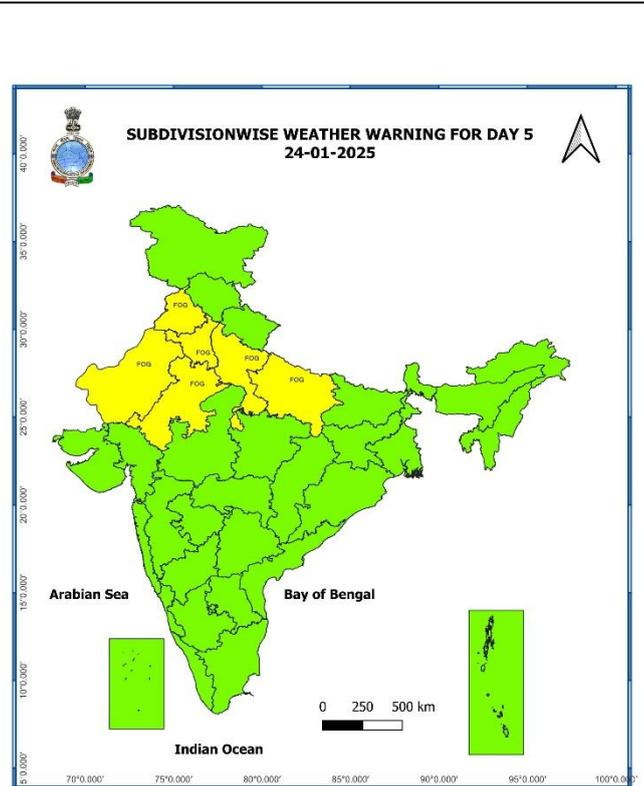 SUBDIVISIONWISE WEATHER WARNING FOR DAY 5
24-01-2025
40°0.000'
35°0.000'
30°0.000'
25°0.000'
20°0.000'
15°0.000'
10°0.000'
5°0.000'
FOG
FOG
FOG
FOG
FOG
FOG
Arabian Sea
Bay of Bengal
0 250 500 km
Indian Ocean
70°0.000' 75°0.000' 80°0.000' 85°0.000' 90°0.000' 95°0.000' 100°0.000'